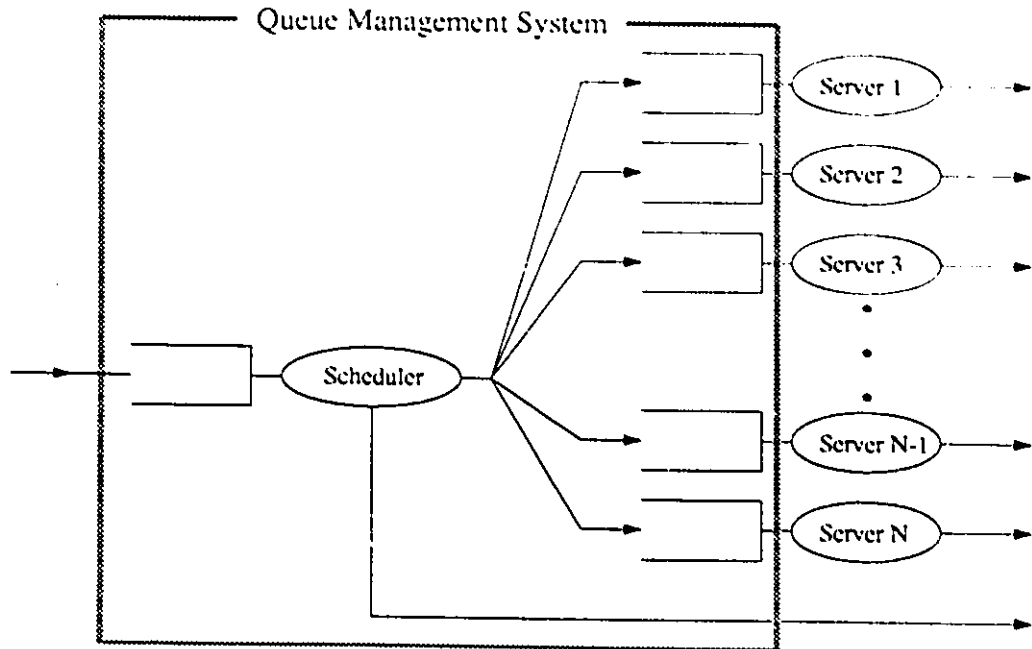 Queue Management System
Server 1
Server 2
Server 3
Scheduler
Server N-1
Server N